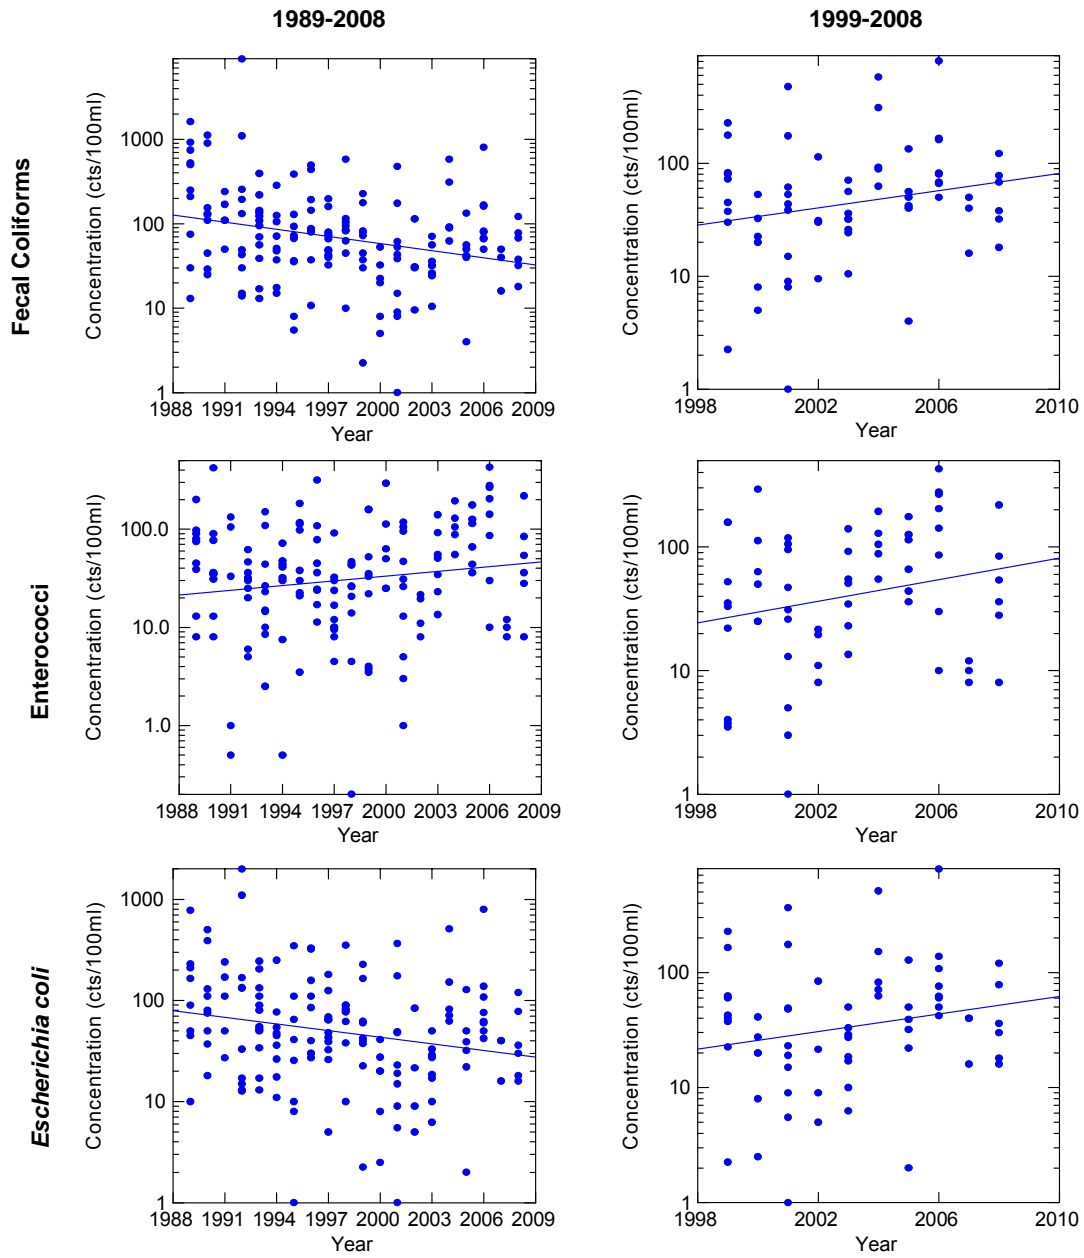 1989-2008
1999-2008
Fecal Coliforms
Concentration (cts/100ml)
1000
100
10
1
1988 1991 1994 1997 2000 2003 2006 2009
Year
Concentration (cts/100ml)
100
10
1
1998 2002 2006 2010
Year
Enterococci
Concentration (cts/100ml)
100.0
10.0
1.0
1988 1991 1994 1997 2000 2003 2006 2009
Year
Concentration (cts/100ml)
100
10
1
1998 2002 2006 2010
Year
Escherichia coli
Concentration (cts/100ml)
1000
100
10
1
1988 1991 1994 1997 2000 2003 2006 2009
Year
Concentration (cts/100ml)
100
10
1
1998 2002 2006 2010
Year